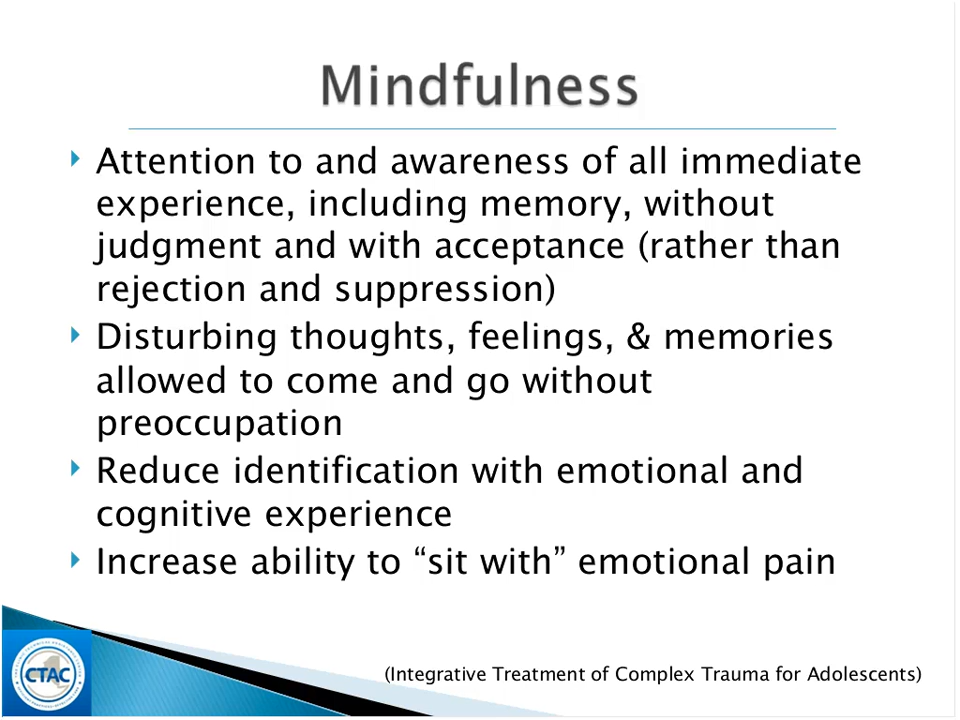 Mindfulness
Attention to and awareness of all immediate
experience, including memory, without
judgment and with acceptance (rather than
rejection and suppression)
Disturbing thoughts, feelings, & memories
allowed to come and go without
preoccupation
Reduce identification with emotional and
cognitive experience
Increase ability to “sit with” emotional pain
CTAC
(Integrative Treatment of Complex Trauma for Adolescents)